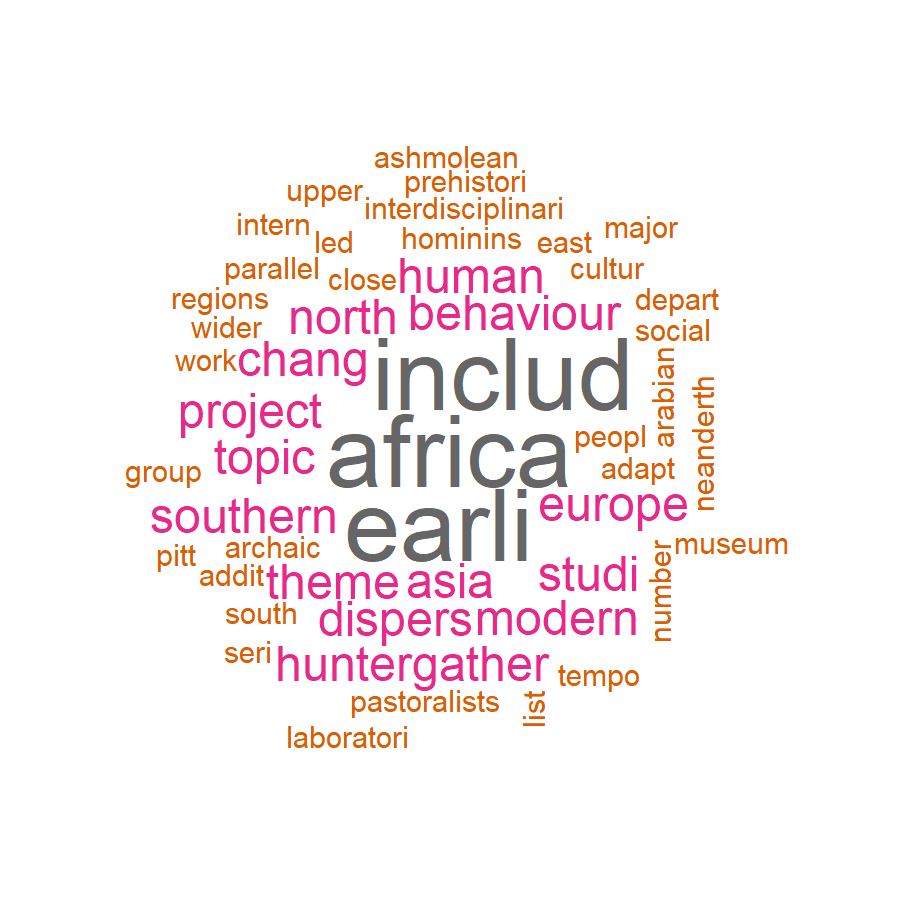 ashmolean
prehistori
upper
interdisciplinari
intern
major
led
hominins
east
parallel
close
human
cultur
regions
north
behaviour
depart
wider
social
work
chang
includ
arabian
project
neanderth
topic
africa
peopl
group
adapt
southern
earli
europe
pitt
archaic
museum
addit
theme
asia
studi
number
south
dispers
modern
seri
huntergather
tempo
pastoralists
list
laboratori